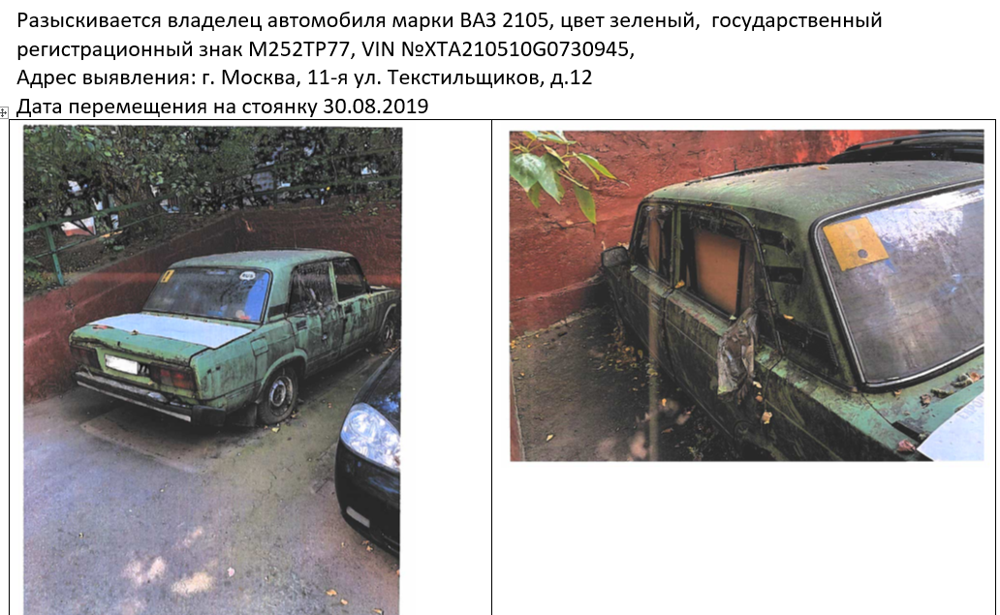 Разыскивается владелец автомобиля марки ВАЗ 2105, цвет зеленый,  государственный
регистрационный знак М252ТР77, VIN №XTA210510G0730945,
Адрес выявления: г. Москва, 11-я ул. Текстильщиков, д.12
Дата перемещения на стоянку 30.08.2019